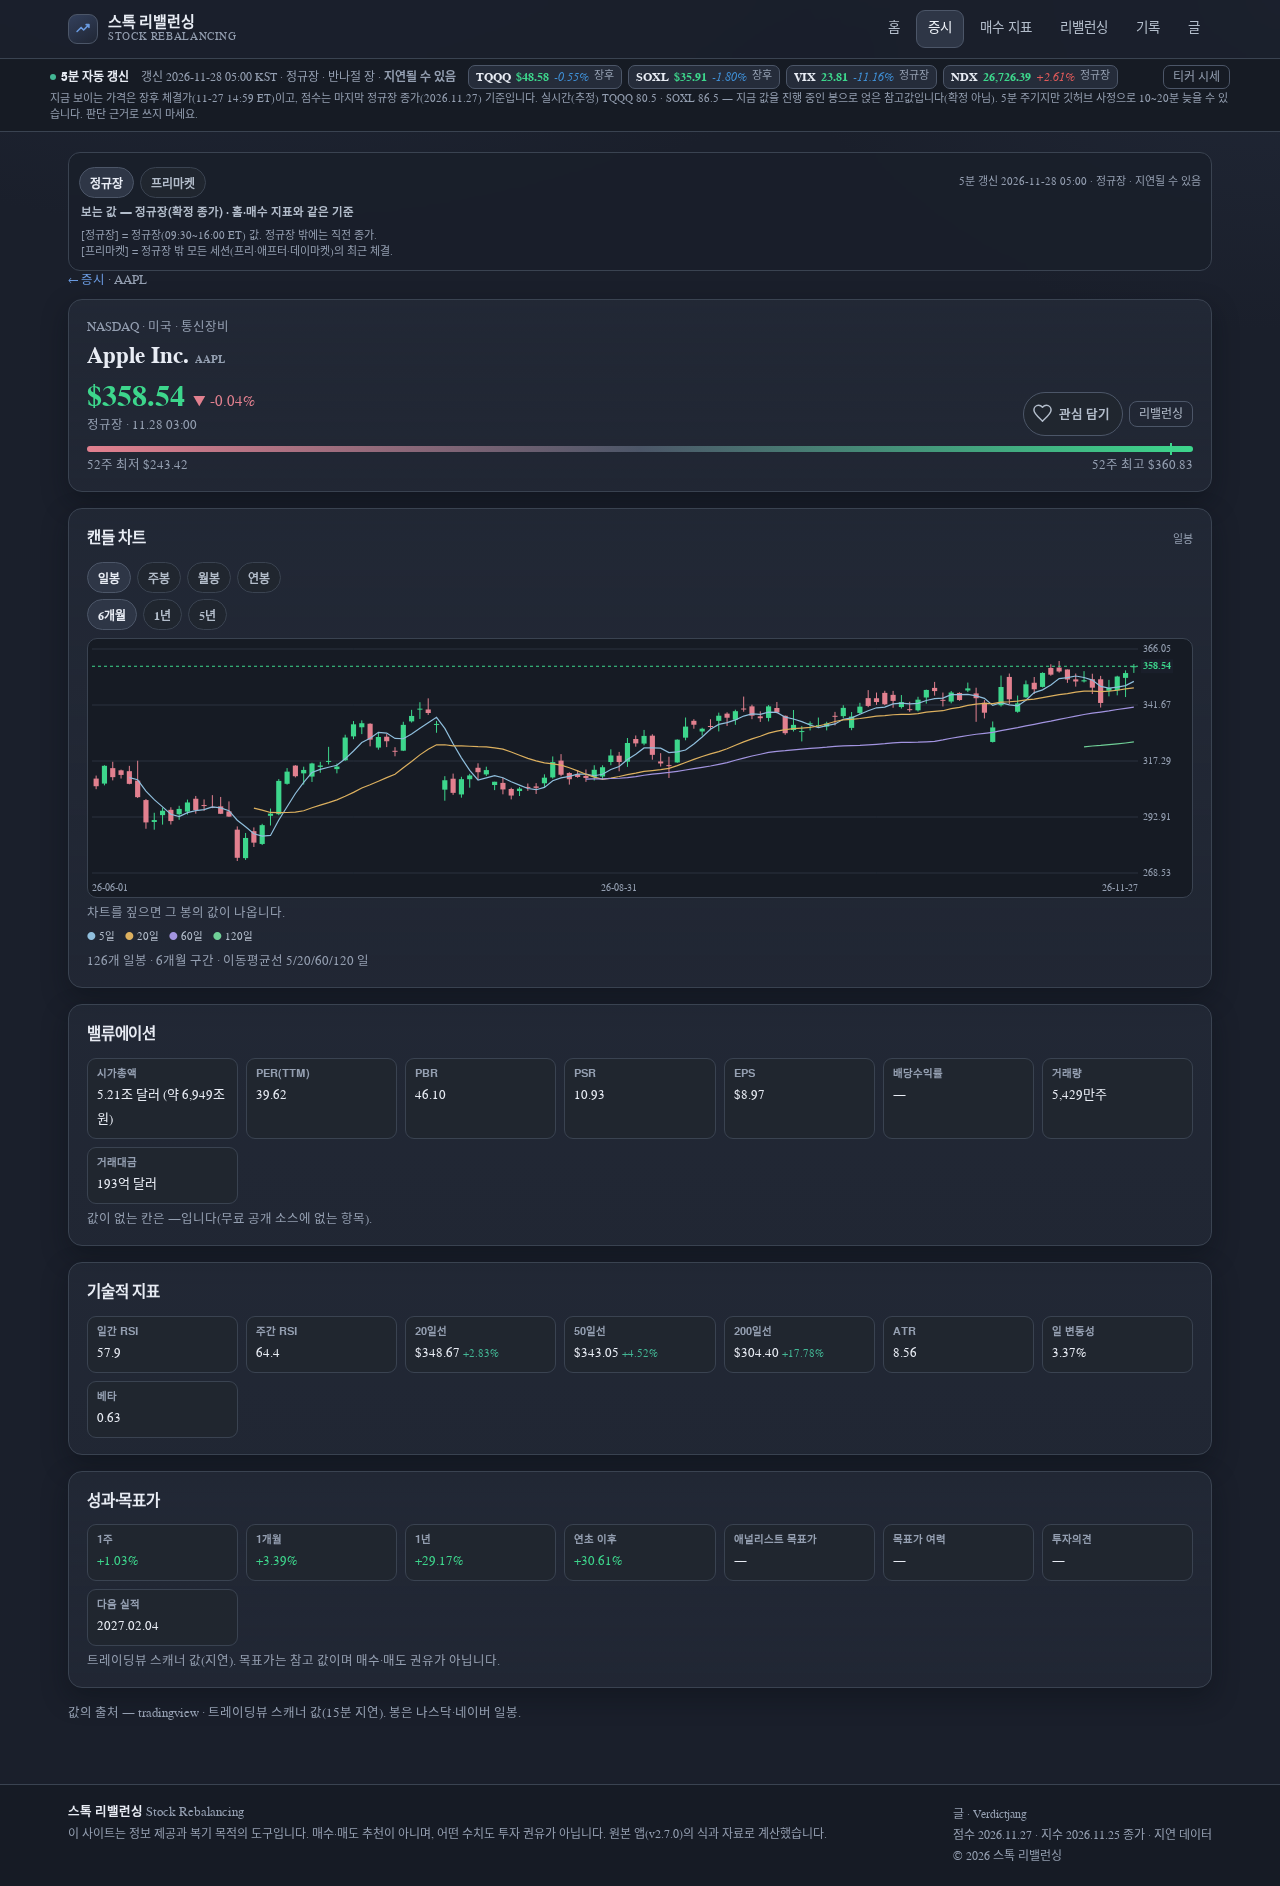 스톡 리밸런싱
STOCK REBALANCING
홈 증시 매수 지표 리밸런싱 기록 글
5분 자동 갱신 갱신 2026-11-28 05:00 KST · 정규장 · 반나절 장 · 지연될 수 있음 TQQQ $48.58 -0.55% 장후 SOXL $35.91 -1.80% 장후 VIX 23.81 -11.16% 정규장 NDX 26,726.39 +2.61% 정규장 티커 시세
지금 보이는 가격은 장후 체결가(11-27 14:59 ET)이고, 점수는 마지막 정규장 종가(2026.11.27) 기준입니다. 실시간(추정) TQQQ 80.5 · SOXL 86.5 — 지금 값을 진행 중인 봉으로 얹은 참고값입니다(확정 아님). 5분 주기지만 깃허브 사정으로 10~20분 늦을 수 있
습니다. 판단 근거로 쓰지 마세요.
정규장 프리마켓
5분 갱신 2026-11-28 05:00 · 정규장 · 지연될 수 있음
보는 값 — 정규장(확정 종가) · 홈·매수 지표와 같은 기준
[정규장] = 정규장(09:30~16:00 ET) 값. 정규장 밖에는 직전 종가.
[프리마켓] = 정규장 밖 모든 세션(프리·애프터·데이마켓)의 최근 체결.
← 증시 · AAPL
NASDAQ · 미국 · 통신장비
Apple Inc. AAPL
$358.54 ▼ -0.04%
정규장 · 11.28 03:00
관심 담기 리밸런싱
52주 최저 $243.42
52주 최고 $360.83
캔들 차트
일봉
일봉 주봉 월봉 연봉
6개월 1년 5년
366.05
358.54
341.67
317.29
292.91
268.53
26-06-01 26-08-31 26-11-27
차트를 짚으면 그 봉의 값이 나옵니다.
5일 20일 60일 120일
126개 일봉 · 6개월 구간 · 이동평균선 5/20/60/120 일
밸류에이션
시가총액 PER(TTM) PBR PSR EPS 배당수익률 거래량
5.21조 달러 (약 6,949조 39.62 46.10 10.93 $8.97 — 5,429만주
원)
거래대금
193억 달러
값이 없는 칸은 —입니다(무료 공개 소스에 없는 항목).
기술적 지표
일간 RSI 주간 RSI 20일선 50일선 200일선 ATR 일 변동성
57.9 64.4 $348.67 +2.83% $343.05 +4.52% $304.40 +17.78% 8.56 3.37%
베타
0.63
성과·목표가
1주 1개월 1년 연초 이후 애널리스트 목표가 목표가 여력 투자의견
+1.03% +3.39% +29.17% +30.61% — — —
다음 실적
2027.02.04
트레이딩뷰 스캐너 값(지연). 목표가는 참고 값이며 매수·매도 권유가 아닙니다.
값의 출처 — tradingview · 트레이딩뷰 스캐너 값(15분 지연). 봉은 나스닥·네이버 일봉.
스톡 리밸런싱 Stock Rebalancing
이 사이트는 정보 제공과 복기 목적의 도구입니다. 매수·매도 추천이 아니며, 어떤 수치도 투자 권유가 아닙니다. 원본 앱(v2.7.0)의 식과 자료로 계산했습니다.
글 · Verdictjang
점수 2026.11.27 · 지수 2026.11.25 종가 · 지연 데이터
© 2026 스톡 리밸런싱